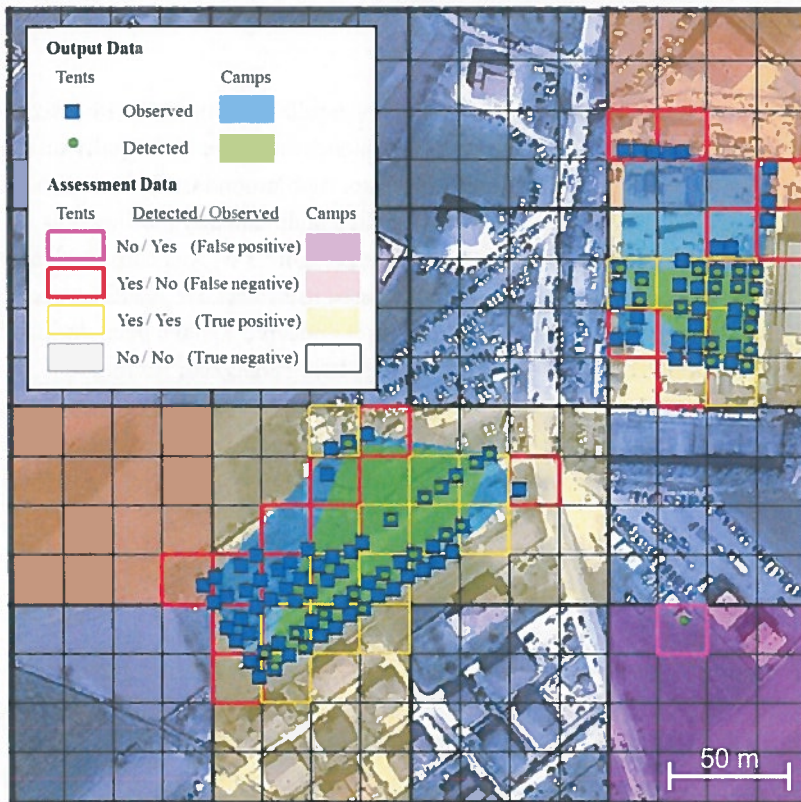 Output Data
Tents Camps
Observed
Detected
Assessment Data
Tents Detected/Observed Camps
No/Yes (False positive)
Yes/No (False negative)
Yes/Yes (True positive)
No/No (True negative)
50 m